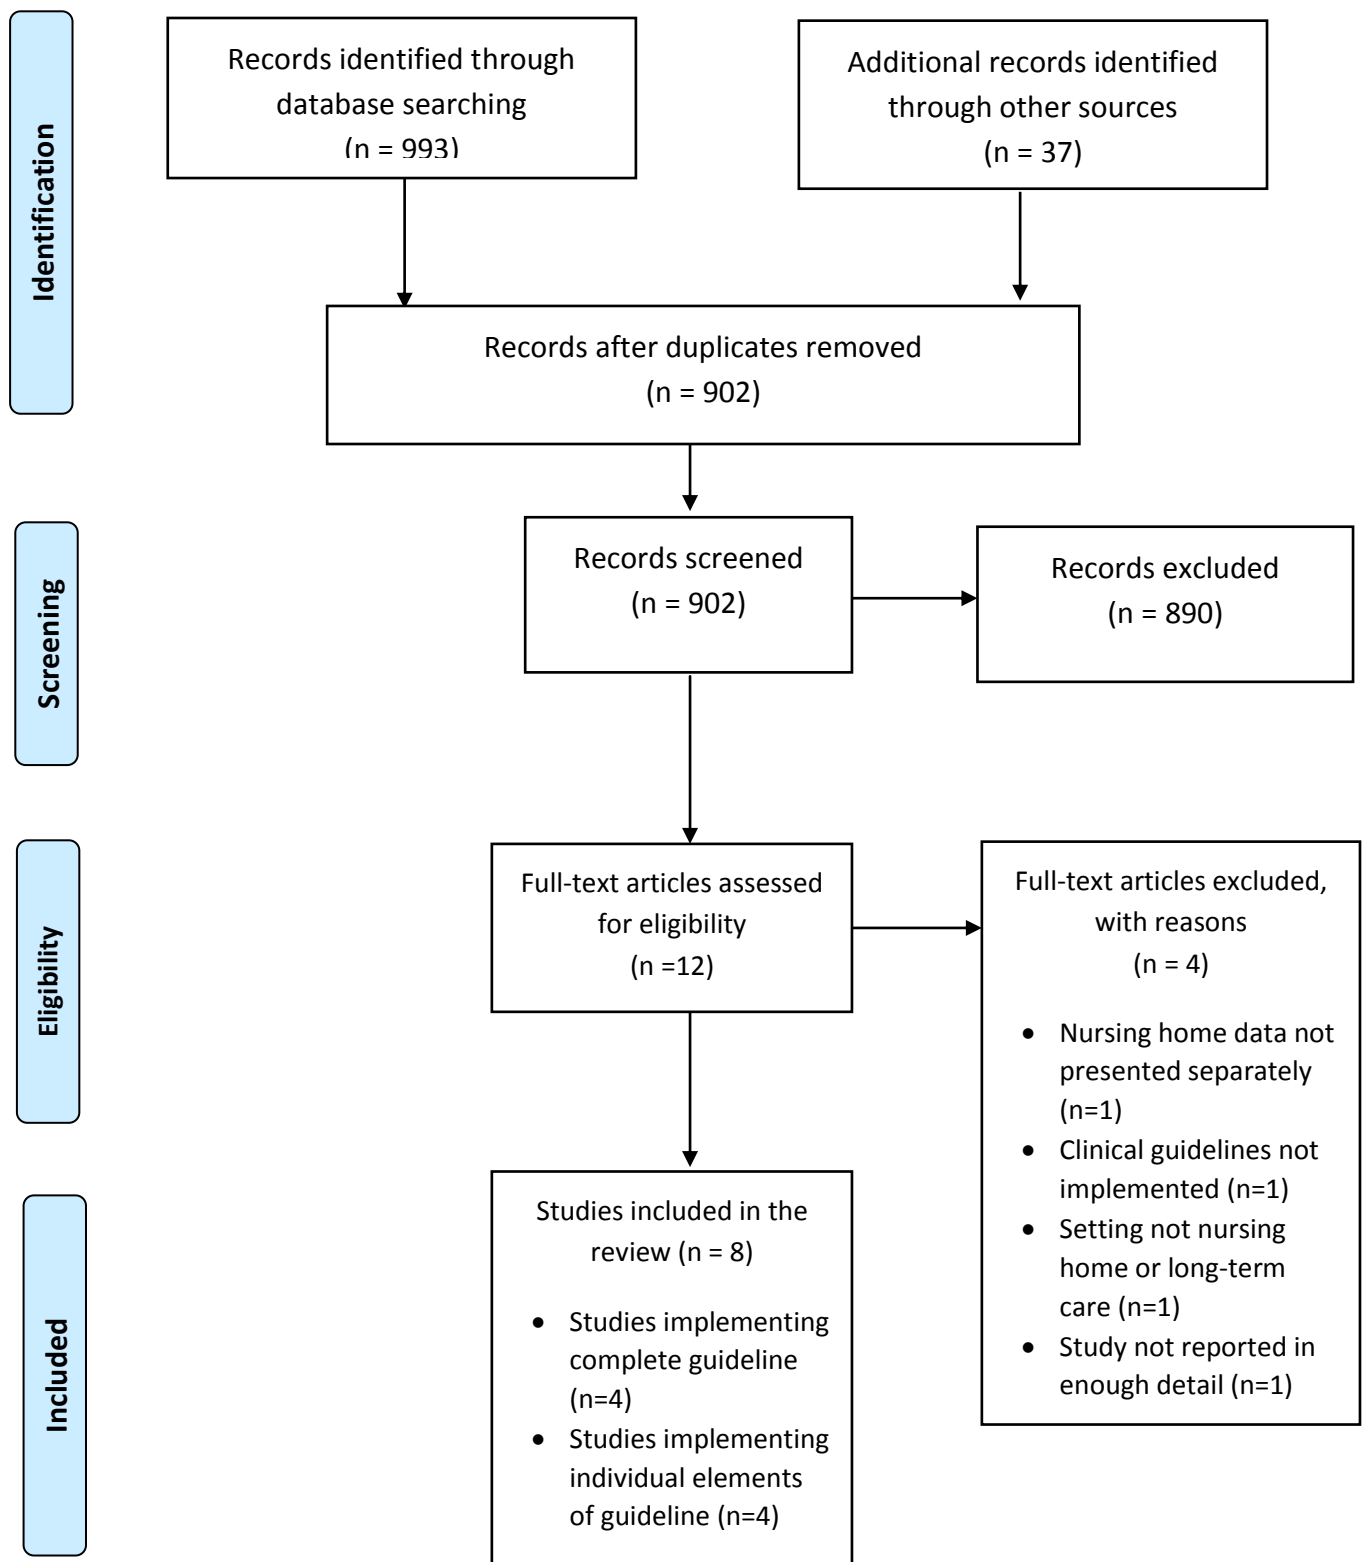 Identification
Records identified through
database searching
(n = 993)
Additional records identified
through other sources
(n = 37)
Records after duplicates removed
(n = 902)
Screening
Records screened
(n = 902)
Records excluded
(n = 890)
Eligibility
Full-text articles assessed
for eligibility
(n =12)
Full-text articles excluded,
with reasons
(n = 4)
• Nursing home data not
presented separately
(n=1)
• Clinical guidelines not
implemented (n=1)
• Setting not nursing
home or long-term
care (n=1)
• Study not reported in
enough detail (n=1)
Included
Studies included in the
review (n = 8)
• Studies implementing
complete guideline
(n=4)
• Studies implementing
individual elements
of guideline (n=4)